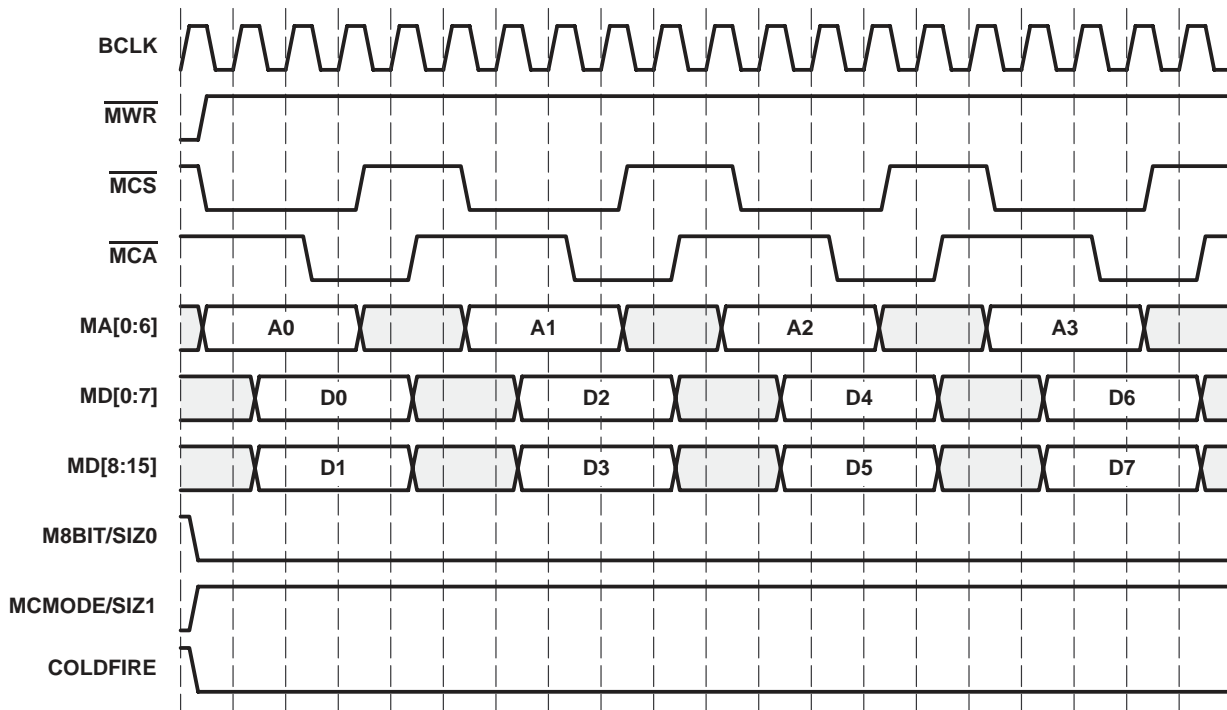 BCLK
MWR
MCS
MCA
MA[0:6] A0 A1 A2 A3
MD[0:7] D0 D2 D4 D6
MD[8:15] D1 D3 D5 D7
M8BIT/SIZ0
MCMODE/SIZ1
COLDFIRE